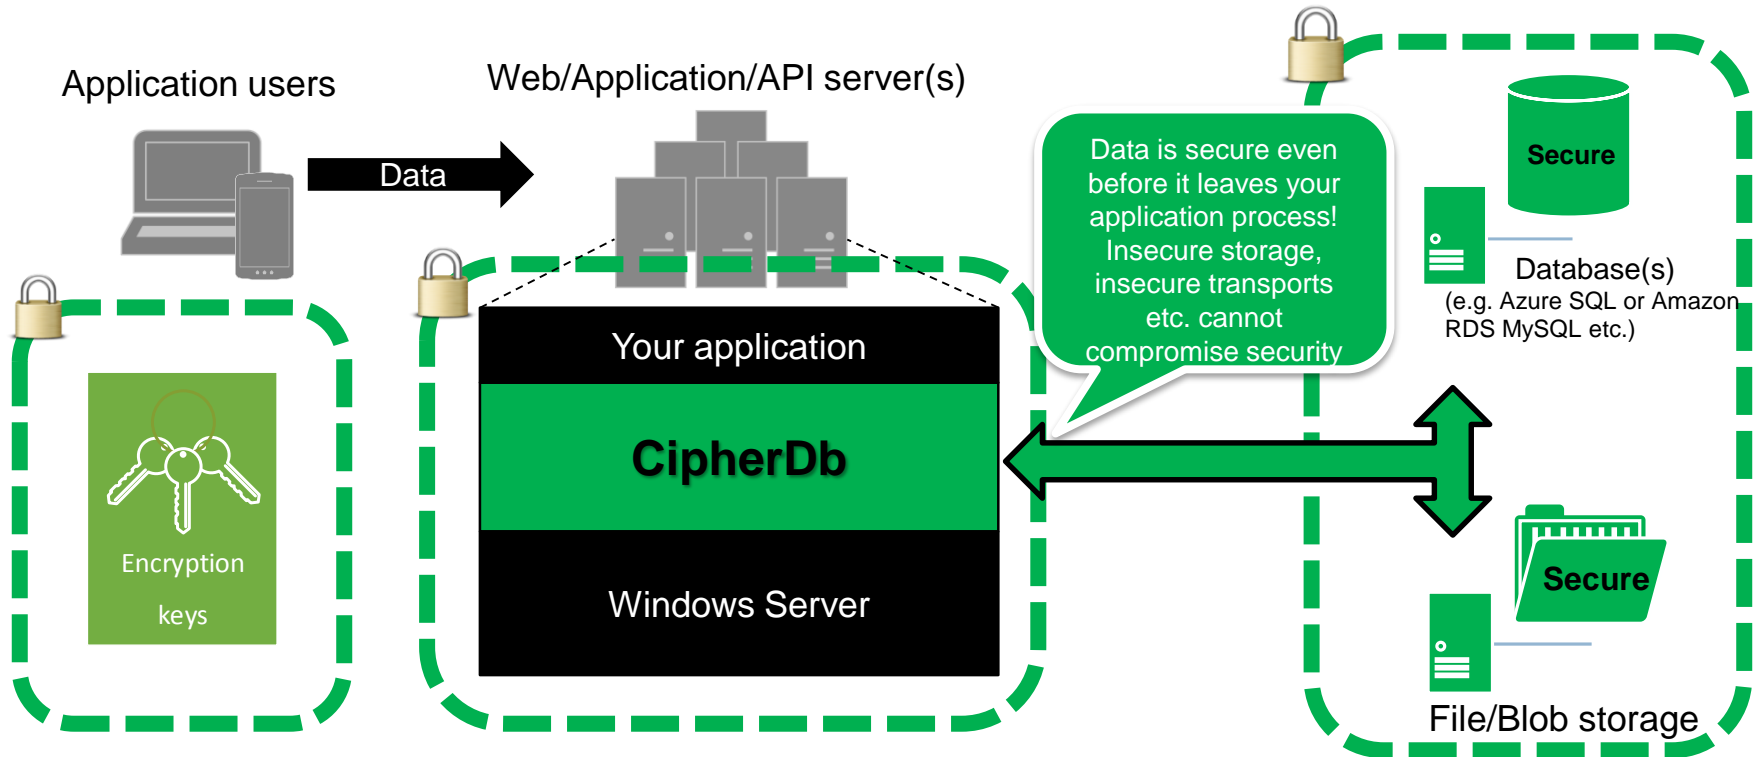 Application users
Web/Application/API server(s)
Data
Data is secure even
before it leaves your
application process!
Insecure storage,
insecure transports
etc. cannot
compromise security
Secure
Database(s)
(e.g. Azure SQL or Amazon
RDS MySQL etc.)
Your application
CipherDb
Windows Server
Encryption
keys
Secure
File/Blob storage